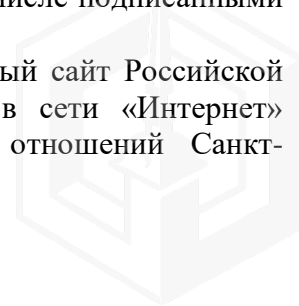 числе подписанными
ый сайт Российской
в сети «Интернет»
отношений Санкт-